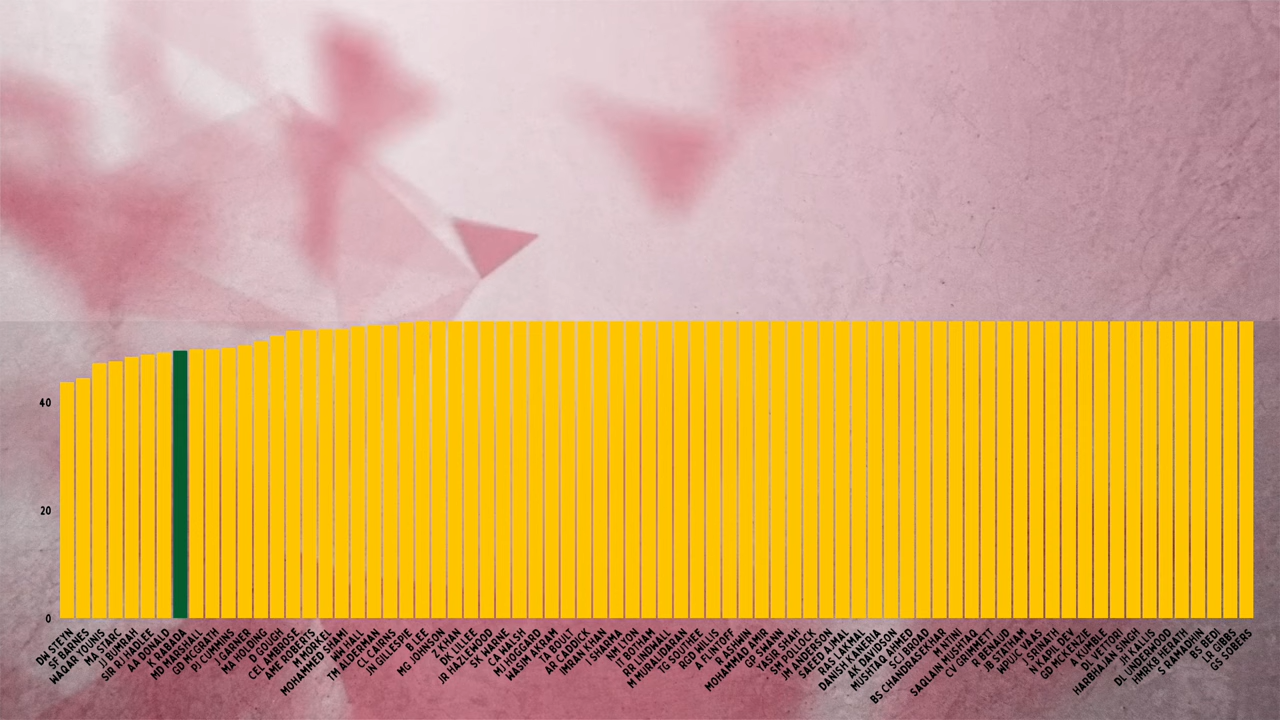 40
20
0
DW STEYN
SF BARNES
WAQAR YOUNIS
MA STARC
JJ BUMRAH
SIR RJ HADLEE
AA DONALD
K RABADA
MD MARSHALL
GD MCGRATH
PJ CUMMINS
J GARNER
MA HOLDING
D GOUGH
CEL AMBROSE
AME ROBERTS
M MORKEL
MOHAMMED SHAMI
WW HALL
TM ALDERMAN
CL CAIRNS
JN GILLESPIE
B LEE
MG JOHNSON
Z KHAN
DK LILLEE
JR HAZLEWOOD
SK WARNE
CA WALSH
MJ HOGGARD
WASIM AKRAM
TA BOULT
AR CADDICK
IMRAN KHAN
I SHARMA
NM LYON
IT BOTHAM
RR LINDWALL
M MURALIDARAN
TG SOUTHEE
RGD WILLIS
A FLINTOFF
R ASHWIN
MOHAMMAD AMIR
GP SWANN
YASIR SHAH
SM POLLOCK
JM ANDERSON
SAEED AJMAL
RAS LAKMAL
DANISH KANERIA
AK DAVIDSON
MUSHTAQ AHMED
SCJ BROAD
BS CHANDRASEKHAR
M NTINI
SAQLAIN MUSHTAQ
CV GRIMMETT
R BENAUD
JB STATHAM
WPUJC VAAS
J SRINATH
N KAPIL DEV
GD MCKENZIE
A KUMBLE
DL VETTORI
HARBHAJAN SINGH
JH KALLIS
DL UNDERWOOD
HMRKB HERATH
S RAMADHIN
BS BEDI
LR GIBBS
GS SOBERS